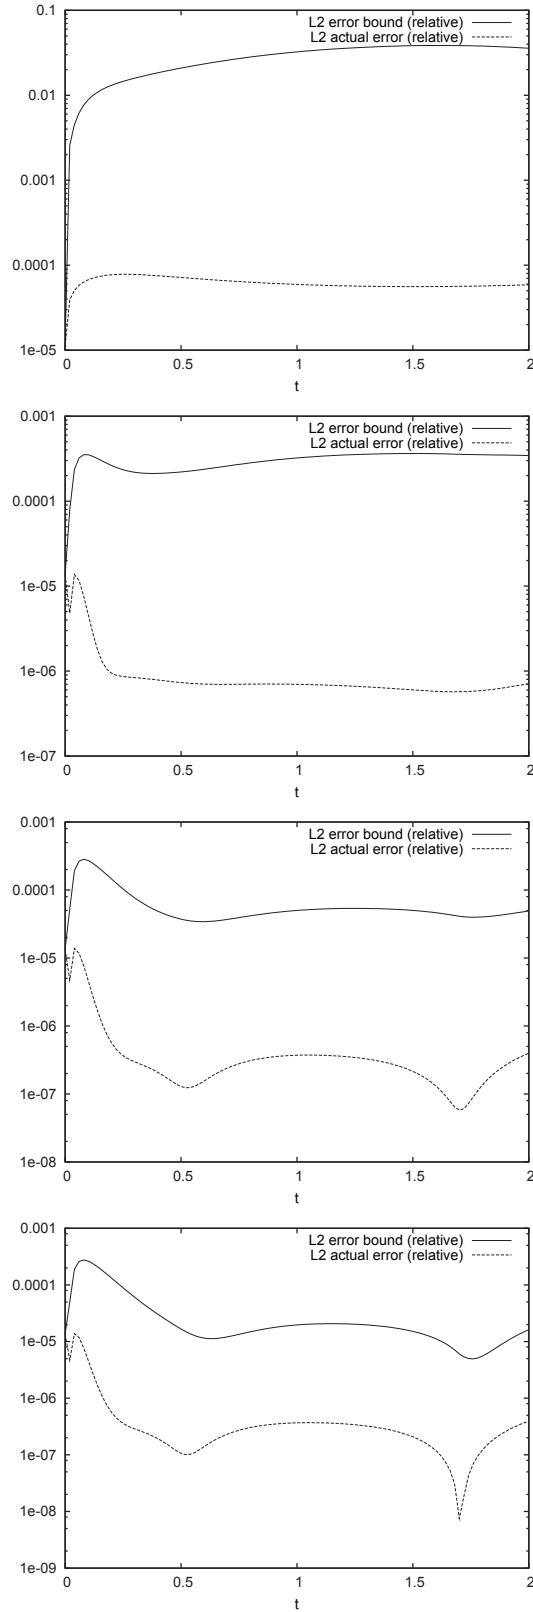 0.1
L2 error bound (relative)
L2 actual error (relative)
0.01
0.001
0.0001
1e-05
0 0.5 1 1.5 2
t
0.001
L2 error bound (relative)
L2 actual error (relative)
0.0001
1e-05
1e-06
1e-07
0 0.5 1 1.5 2
t
0.001
L2 error bound (relative)
L2 actual error (relative)
0.0001
1e-05
1e-06
1e-07
1e-08
0 0.5 1 1.5 2
t
0.001
L2 error bound (relative)
L2 actual error (relative)
0.0001
1e-05
1e-06
1e-07
1e-08
1e-09
0 0.5 1 1.5 2
t